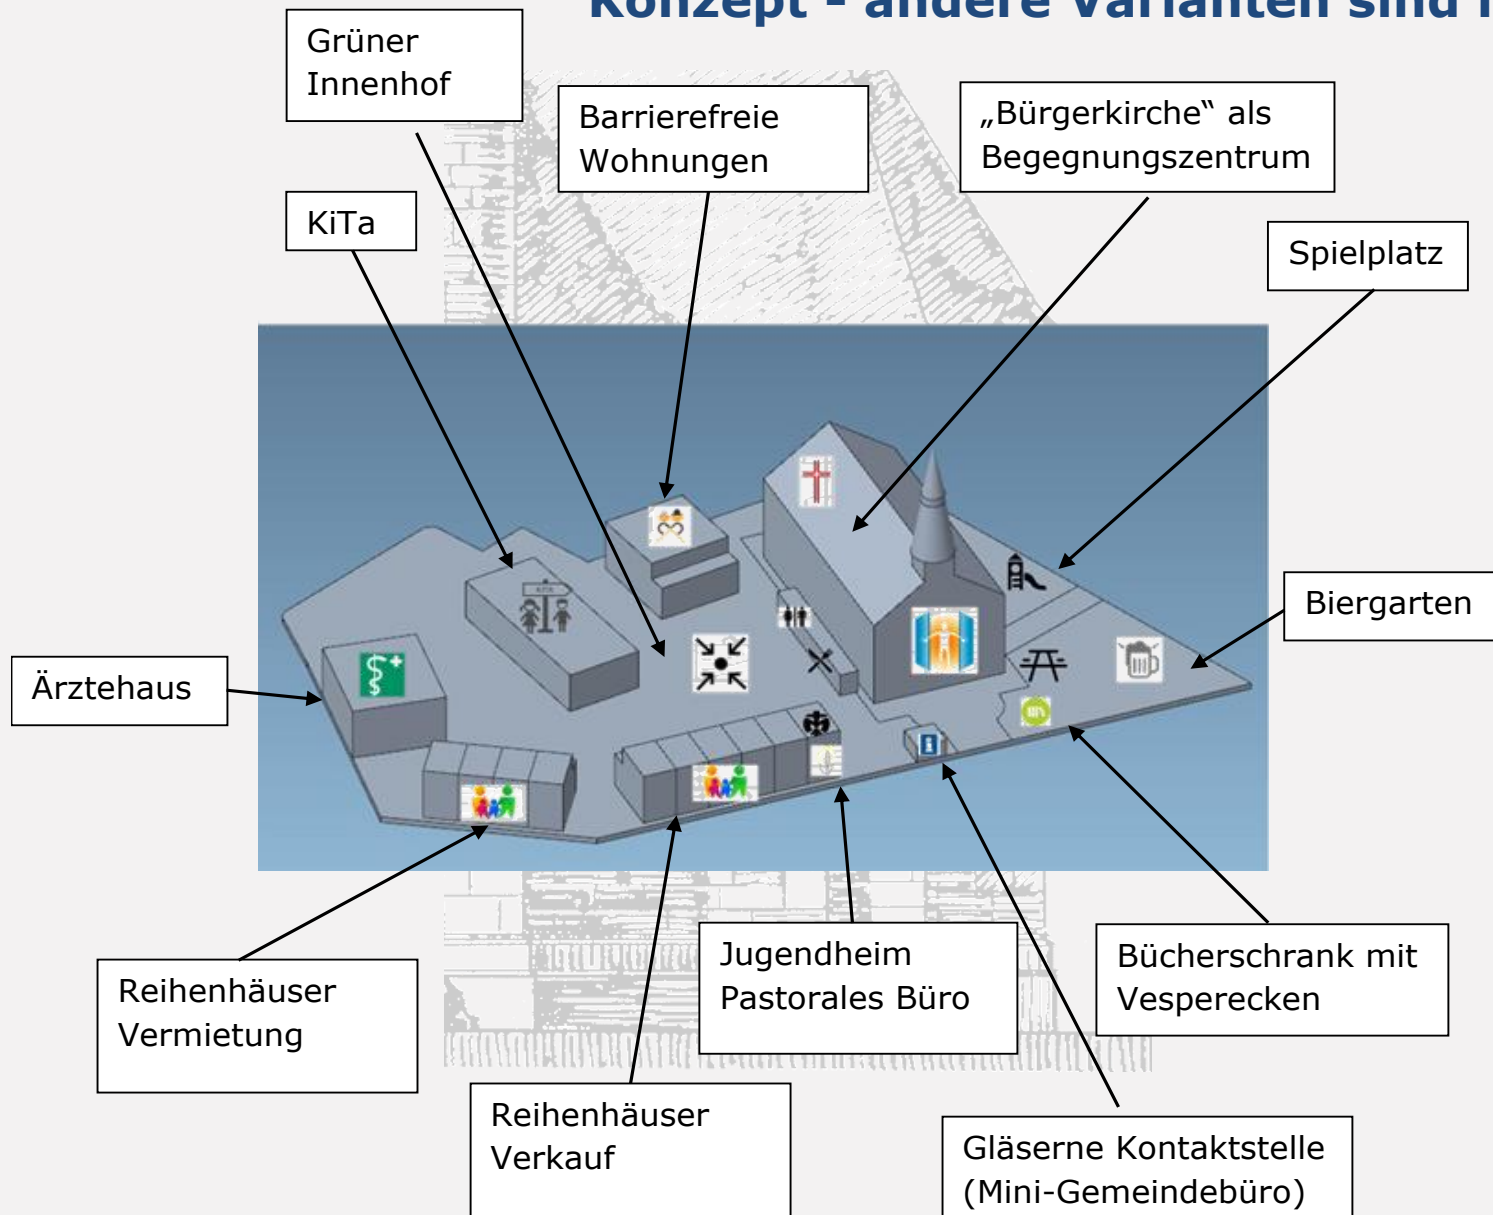 Konzept - andere Varianten sind
Grüner
Innenhof
Barrierefreie
Wohnungen
„Bürgerkirche“ als
Begegnungszentrum
KiTa
Spielplatz
Biergarten
Ärztehaus
Jugendheim
Pastorales Büro
Bücherschrank mit
Vesperecken
Reihenhäuser
Vermietung
Reihenhäuser
Verkauf
Gläserne Kontaktstelle
(Mini-Gemeindebüro)